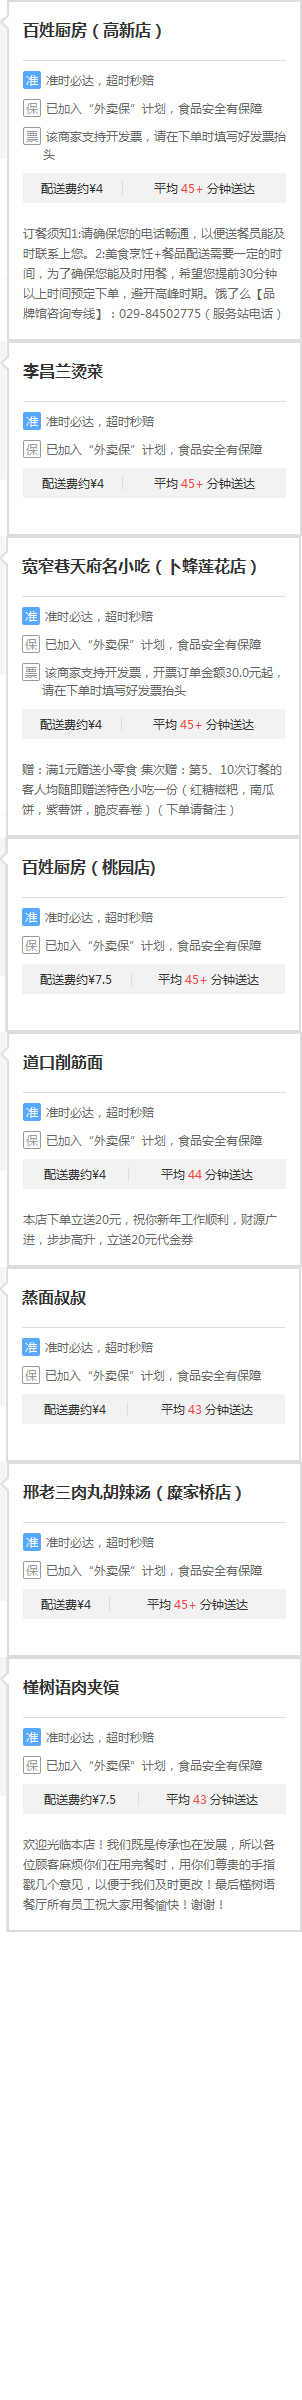 百姓厨房（高新店）
准 准时必达，超时秒赔
保 已加入“外卖保”计划，食品安全有保障
票 该商家支持开发票，请在下单时填写好发票抬
头
配送费约¥4 平均 45+ 分钟送达
订餐须知1:请确保您的电话畅通，以便送餐员能及
时联系上您。2:美食烹饪+餐品配送需要一定的时
间，为了确保您能及时用餐，希望您提前30分钟
以上时间预定下单，避开高峰时期。饿了么【品
牌馆咨询专线】：029-84502775（服务站电话）
李昌兰烫菜
准 准时必达，超时秒赔
保 已加入“外卖保”计划，食品安全有保障
配送费约¥4 平均 45+ 分钟送达
宽窄巷天府名小吃（卜蜂莲花店）
准 准时必达，超时秒赔
保 已加入“外卖保”计划，食品安全有保障
票 该商家支持开发票，开票订单金额30.0元起，
请在下单时填写好发票抬头
配送费约¥4 平均 45+ 分钟送达
赠：满1元赠送小零食 集次赠：第5、10次订餐的
客人均随即赠送特色小吃一份（红糖糍粑，南瓜
饼，紫薯饼，脆皮春卷）（下单请备注）
百姓厨房（桃园店)
准 准时必达，超时秒赔
保 已加入“外卖保”计划，食品安全有保障
配送费约¥7.5 平均 45+ 分钟送达
道口削筋面
准 准时必达，超时秒赔
保 已加入“外卖保”计划，食品安全有保障
配送费约¥4 平均 44 分钟送达
本店下单立送20元，祝你新年工作顺利，财源广
进，步步高升，立送20元代金券
蒸面叔叔
准 准时必达，超时秒赔
保 已加入“外卖保”计划，食品安全有保障
配送费约¥4 平均 43 分钟送达
邢老三肉丸胡辣汤（糜家桥店）
准 准时必达，超时秒赔
保 已加入“外卖保”计划，食品安全有保障
配送费¥4 平均 45+ 分钟送达
槿树语肉夹馍
准 准时必达，超时秒赔
保 已加入“外卖保”计划，食品安全有保障
配送费约¥7.5 平均 43 分钟送达
欢迎光临本店！我们既是传承也在发展，所以各
位顾客麻烦你们在用完餐时，用你们尊贵的手指
戳几个意见，以便于我们及时更改！最后槿树语
餐厅所有员工祝大家用餐愉快！谢谢！